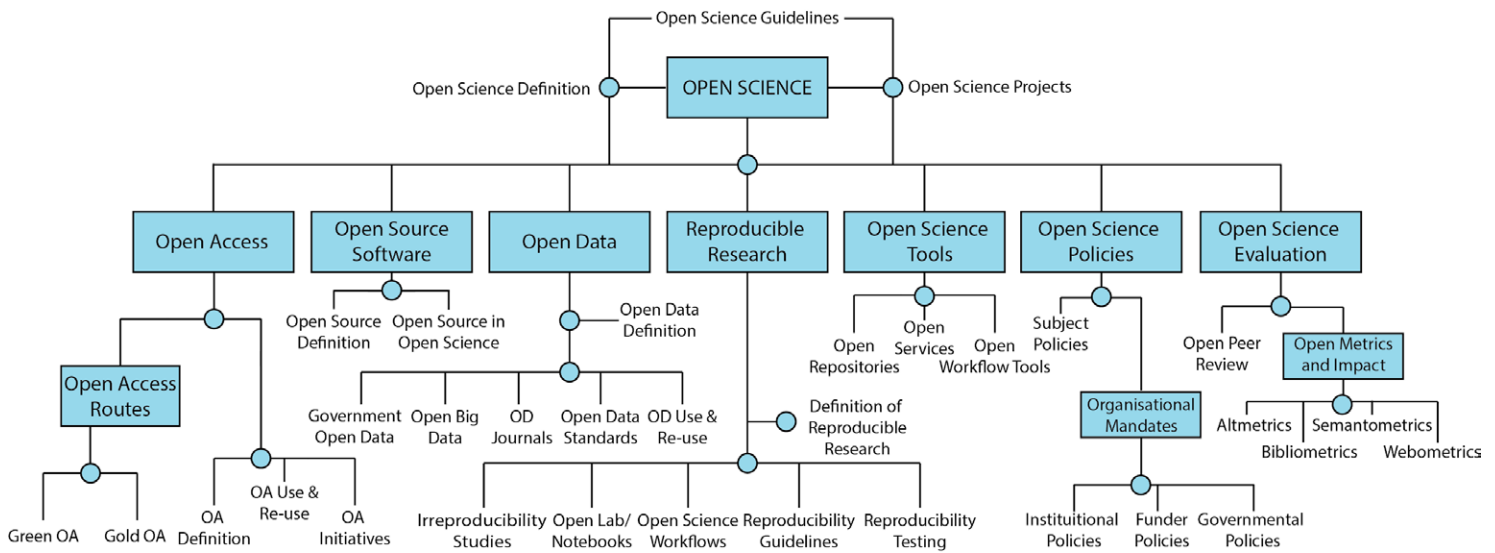 Open Science Guidelines
Open Science Definition
OPEN SCIENCE
Open Science Projects
Open Access
Open Source
Software
Open Data
Reproducible
Research
Open Science
Tools
Open Science
Policies
Open Science
Evaluation
Open Source
Definition
Open Source in
Open Science
Open Data
Definition
Open
Repositories
Open
Services
Open
Workflow Tools
Subject
Policies
Open Peer
Review
Open Metrics
and Impact
Open Access
Routes
Government
Open Data
Open Big
Data
OD
Journals
Open Data
Standards
OD Use &
Re-use
Definition of
Reproducible
Research
Organisational
Mandates
Altmetrics
Bibliometrics
Semantometrics
Webometrics
Green OA
Gold OA
OA
Definition
OA Use &
Re-use
OA
Initiatives
Irreproducibility
Studies
Open Lab/
Notebooks
Open Science
Workflows
Reproducibility
Guidelines
Reproducibility
Testing
Instituitional
Policies
Funder
Policies
Governmental
Policies